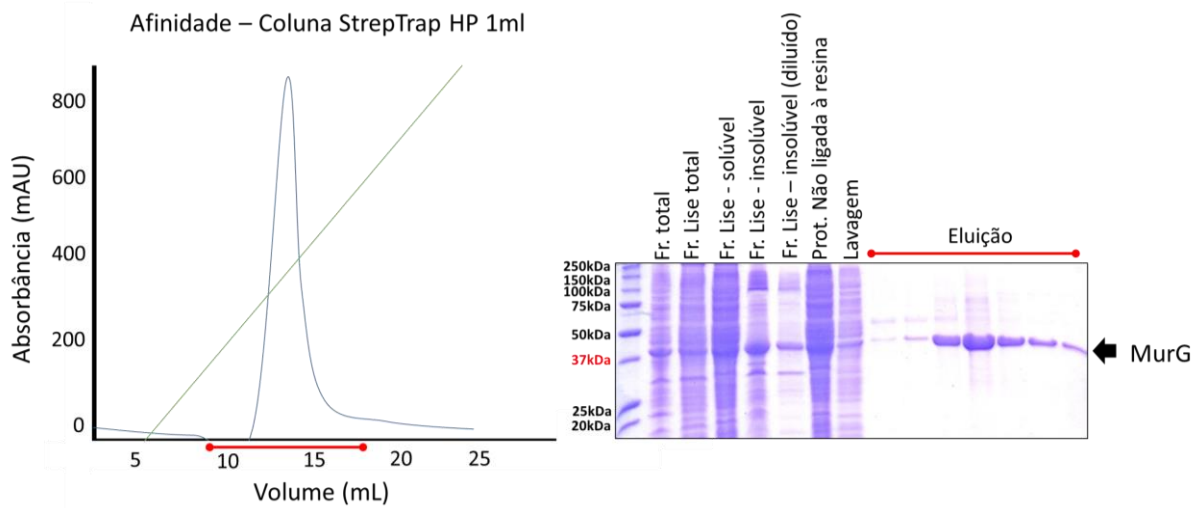 Afinidade – Coluna StrepTrap HP 1ml
Absorbância (mAU)
800
600
400
200
0
5
10
15
20
25
Volume (mL)
Fr. total
Fr. Lise total
Fr. Lise - solúvel
Fr. Lise - insolúvel
Fr. Lise – insolúvel (diluído)
Prot. Não ligada à resina
Lavagem
Eluição
250kDa
150kDa
100kDa
75kDa
50kDa
37kDa
25kDa
20kDa
MurG